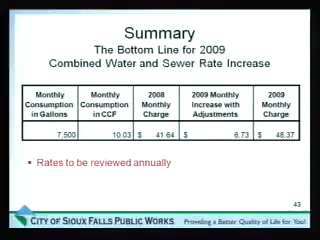 Summary
The Bottom Line for 2009
Combined Water and Sewer Rate Increase
Monthly Consumption in Gallons Monthly Consumption in CCF 2008 Monthly Charge 2009 Monthly Increase with Adjustments 2009 Monthly Charge
7,500 10.03 $ 41.64 $ 6.73 $ 48.37
▪ Rates to be reviewed annually
43
CITY OF SIOUX FALLS PUBLIC WORKS Providing a Better Quality of Life for You!